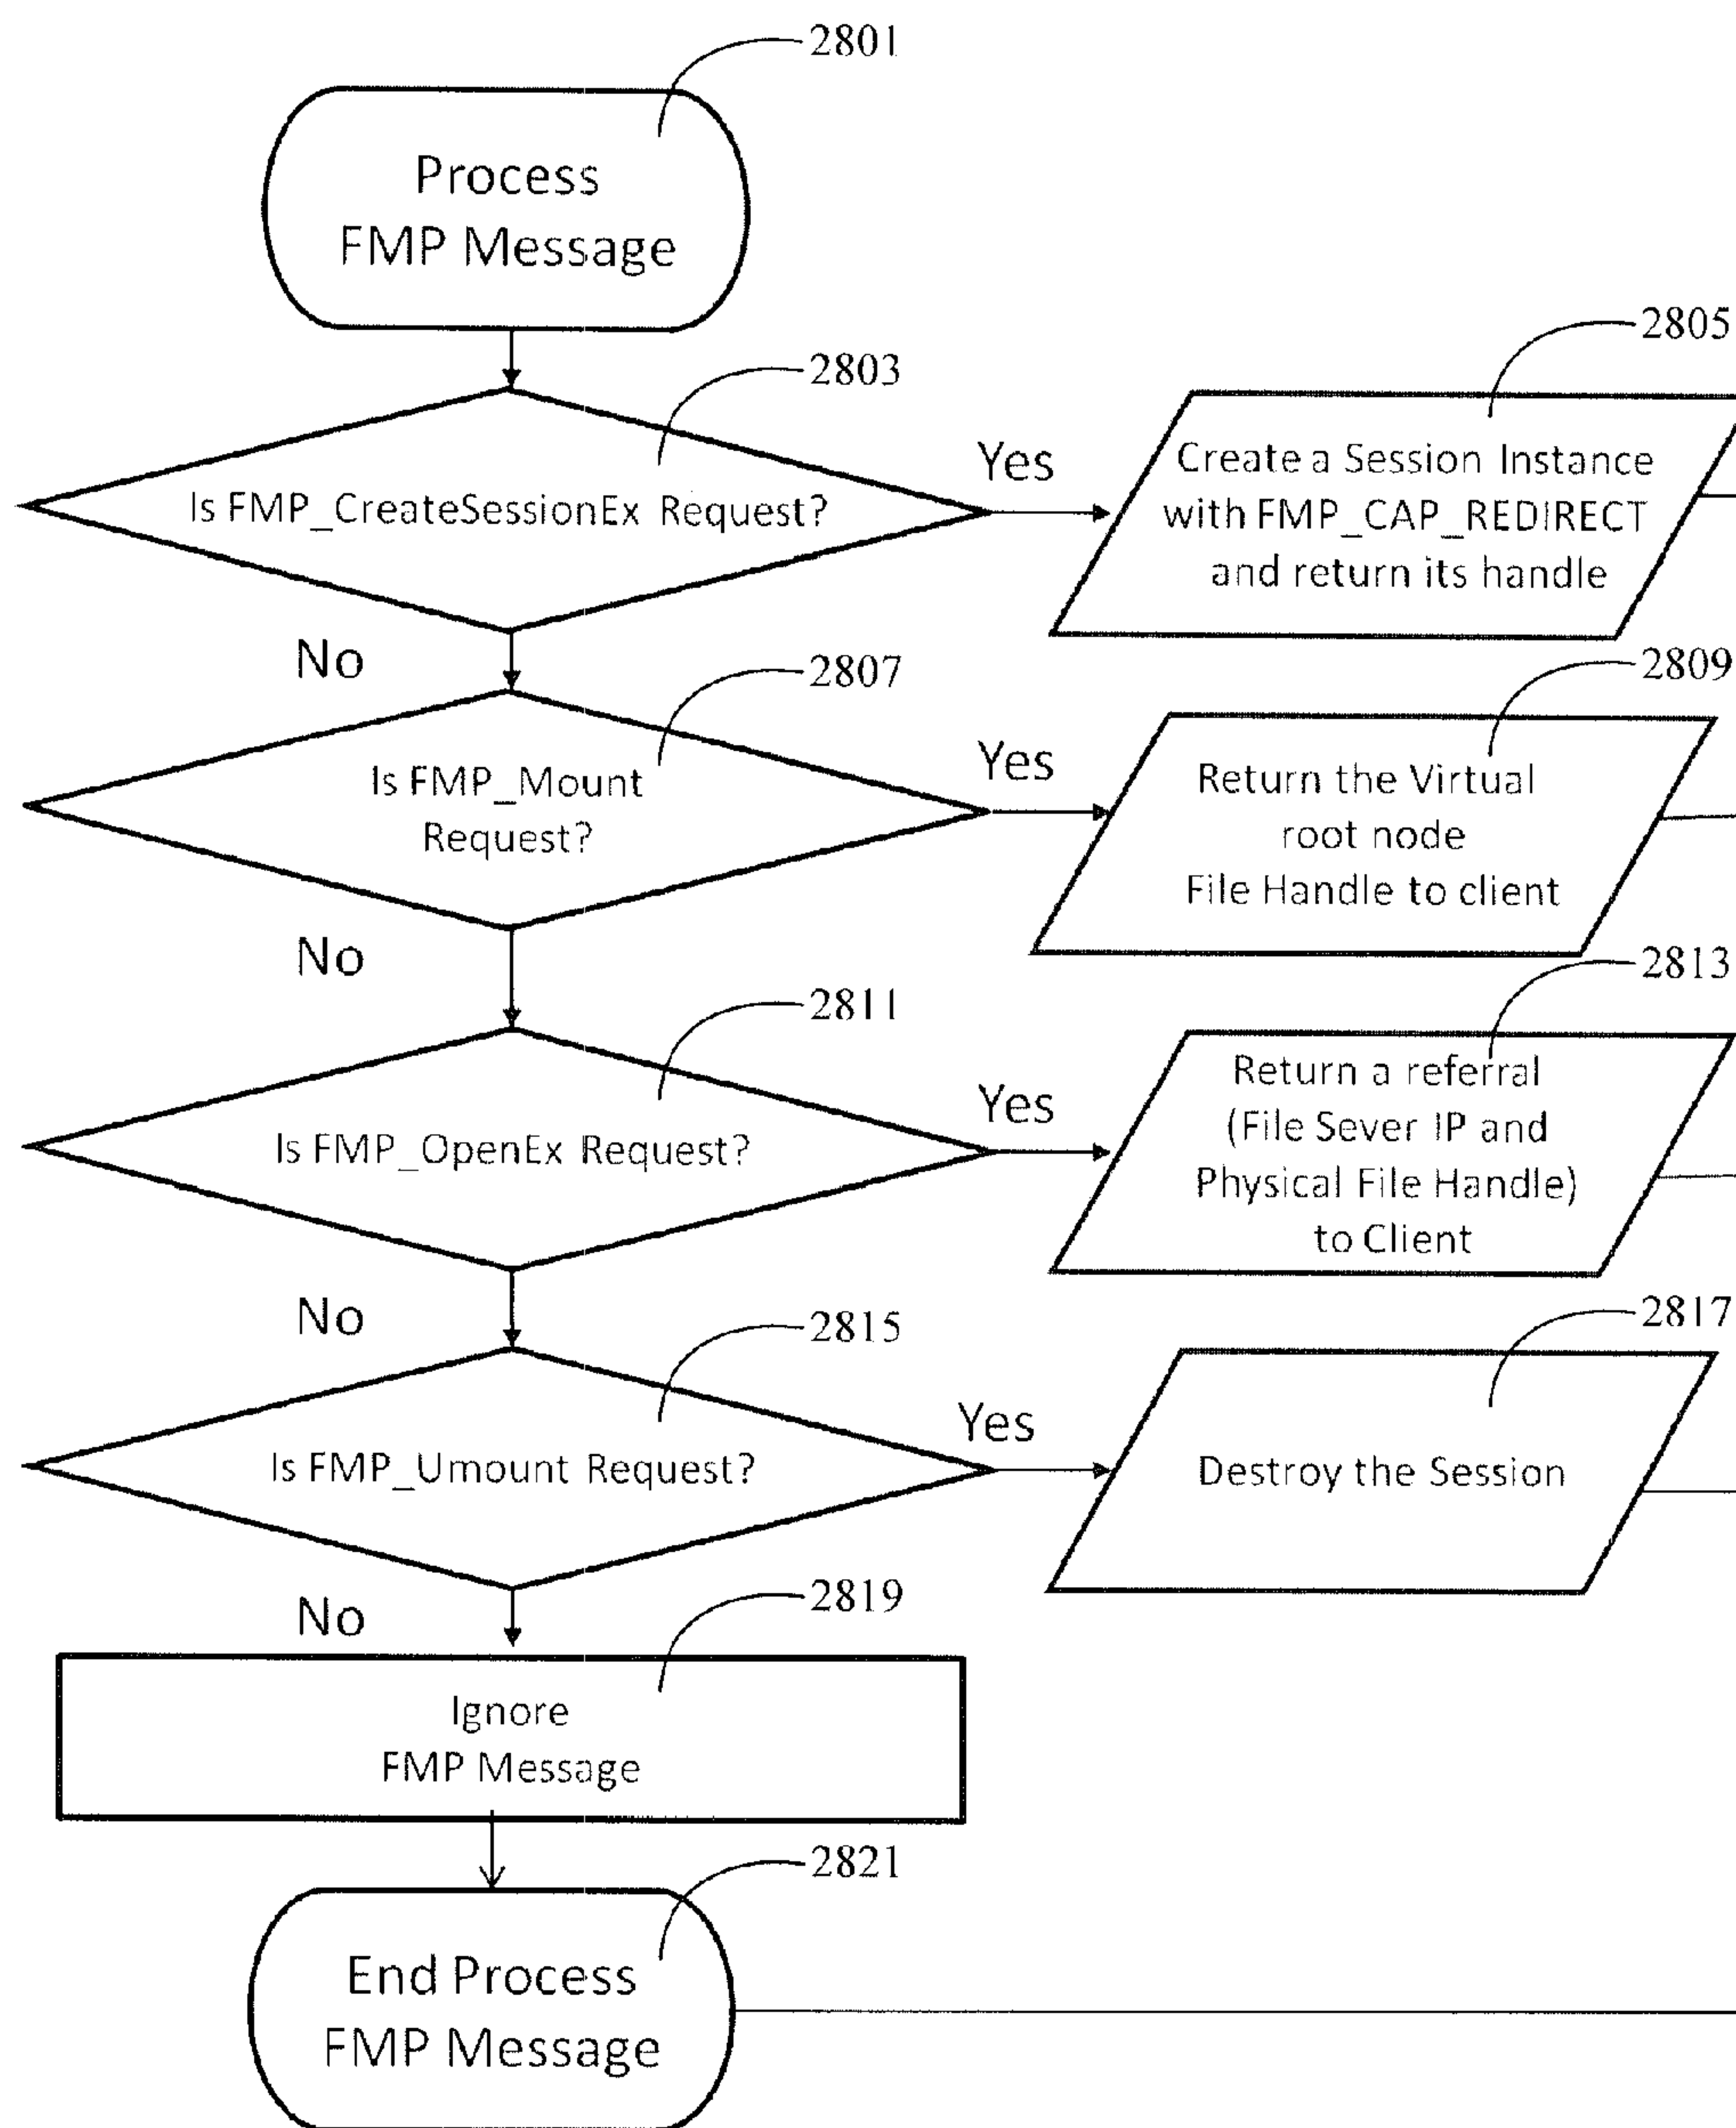 2801
Process
FMP Message
2803
Is FMP_CreateSessionEx Request?
Yes
2805
Create a Session Instance
with FMP_CAP_REDIRECT
and return its handle
No
2807
Is FMP_Mount
Request?
Yes
2809
Return the Virtual
root node
File Handle to client
No
2811
Is FMP_OpenEx Request?
Yes
2813
Return a referral
(File Sever IP and
Physical File Handle)
to Client
No
2815
Is FMP_Umount Request?
Yes
2817
Destroy the Session
No
2819
Ignore
FMP Message
2821
End Process
FMP Message